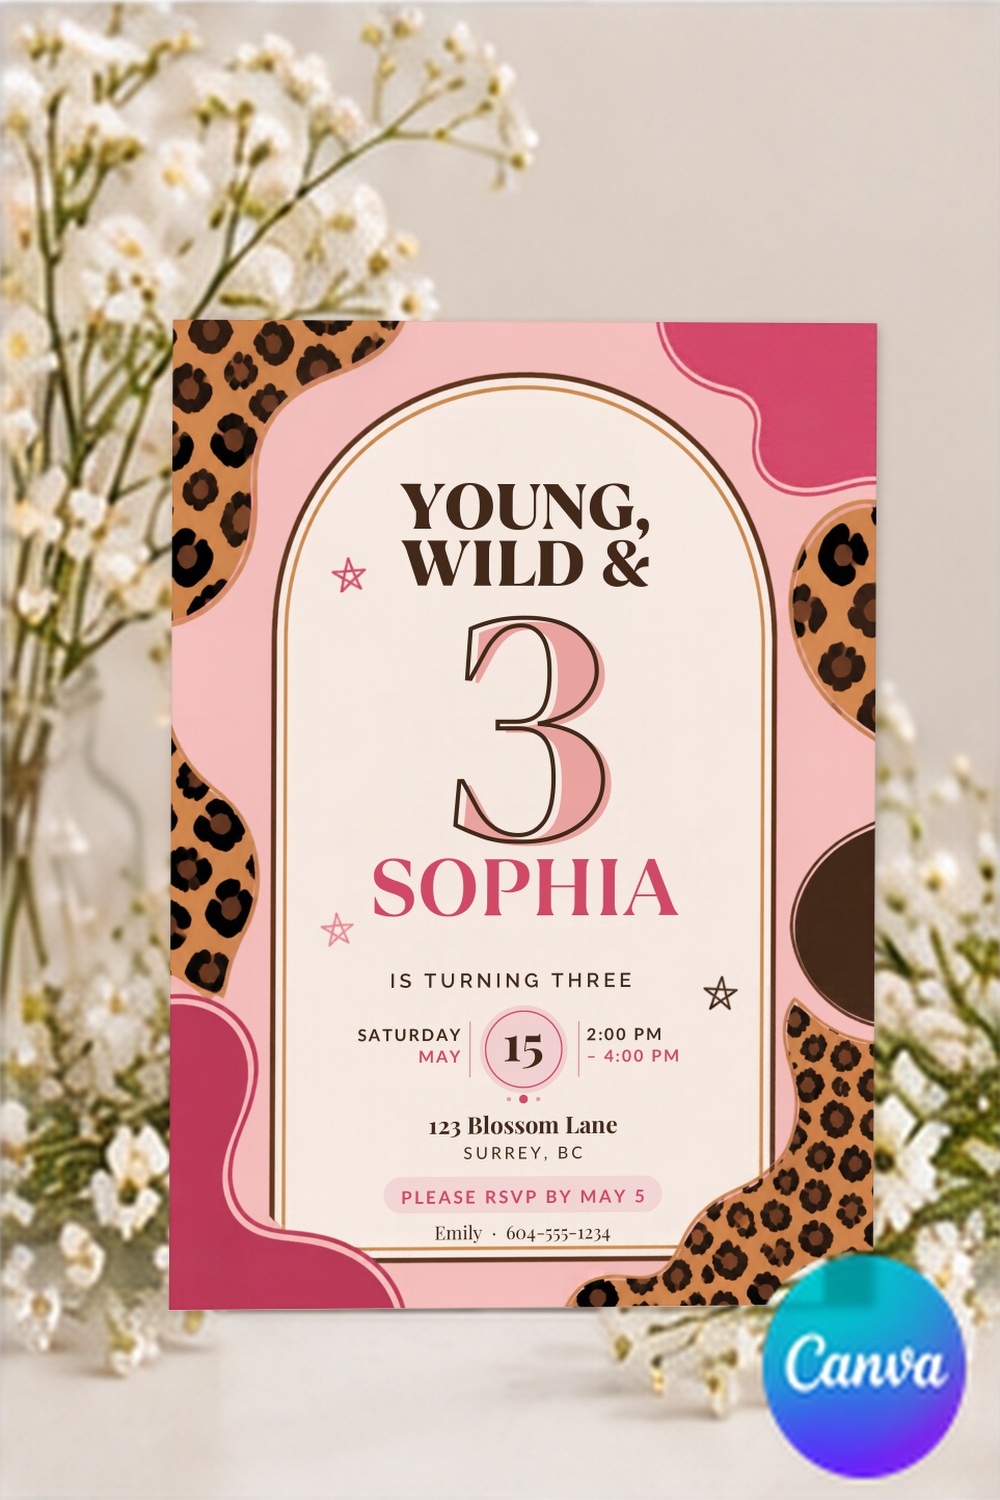 YOUNG,
WILD &
3
SOPHIA
IS TURNING THREE
SATURDAY
MAY
15
2:00 PM
– 4:00 PM
123 Blossom Lane
SURREY, BC
PLEASE RSVP BY MAY 5
Emily · 604-555-1234
Canva